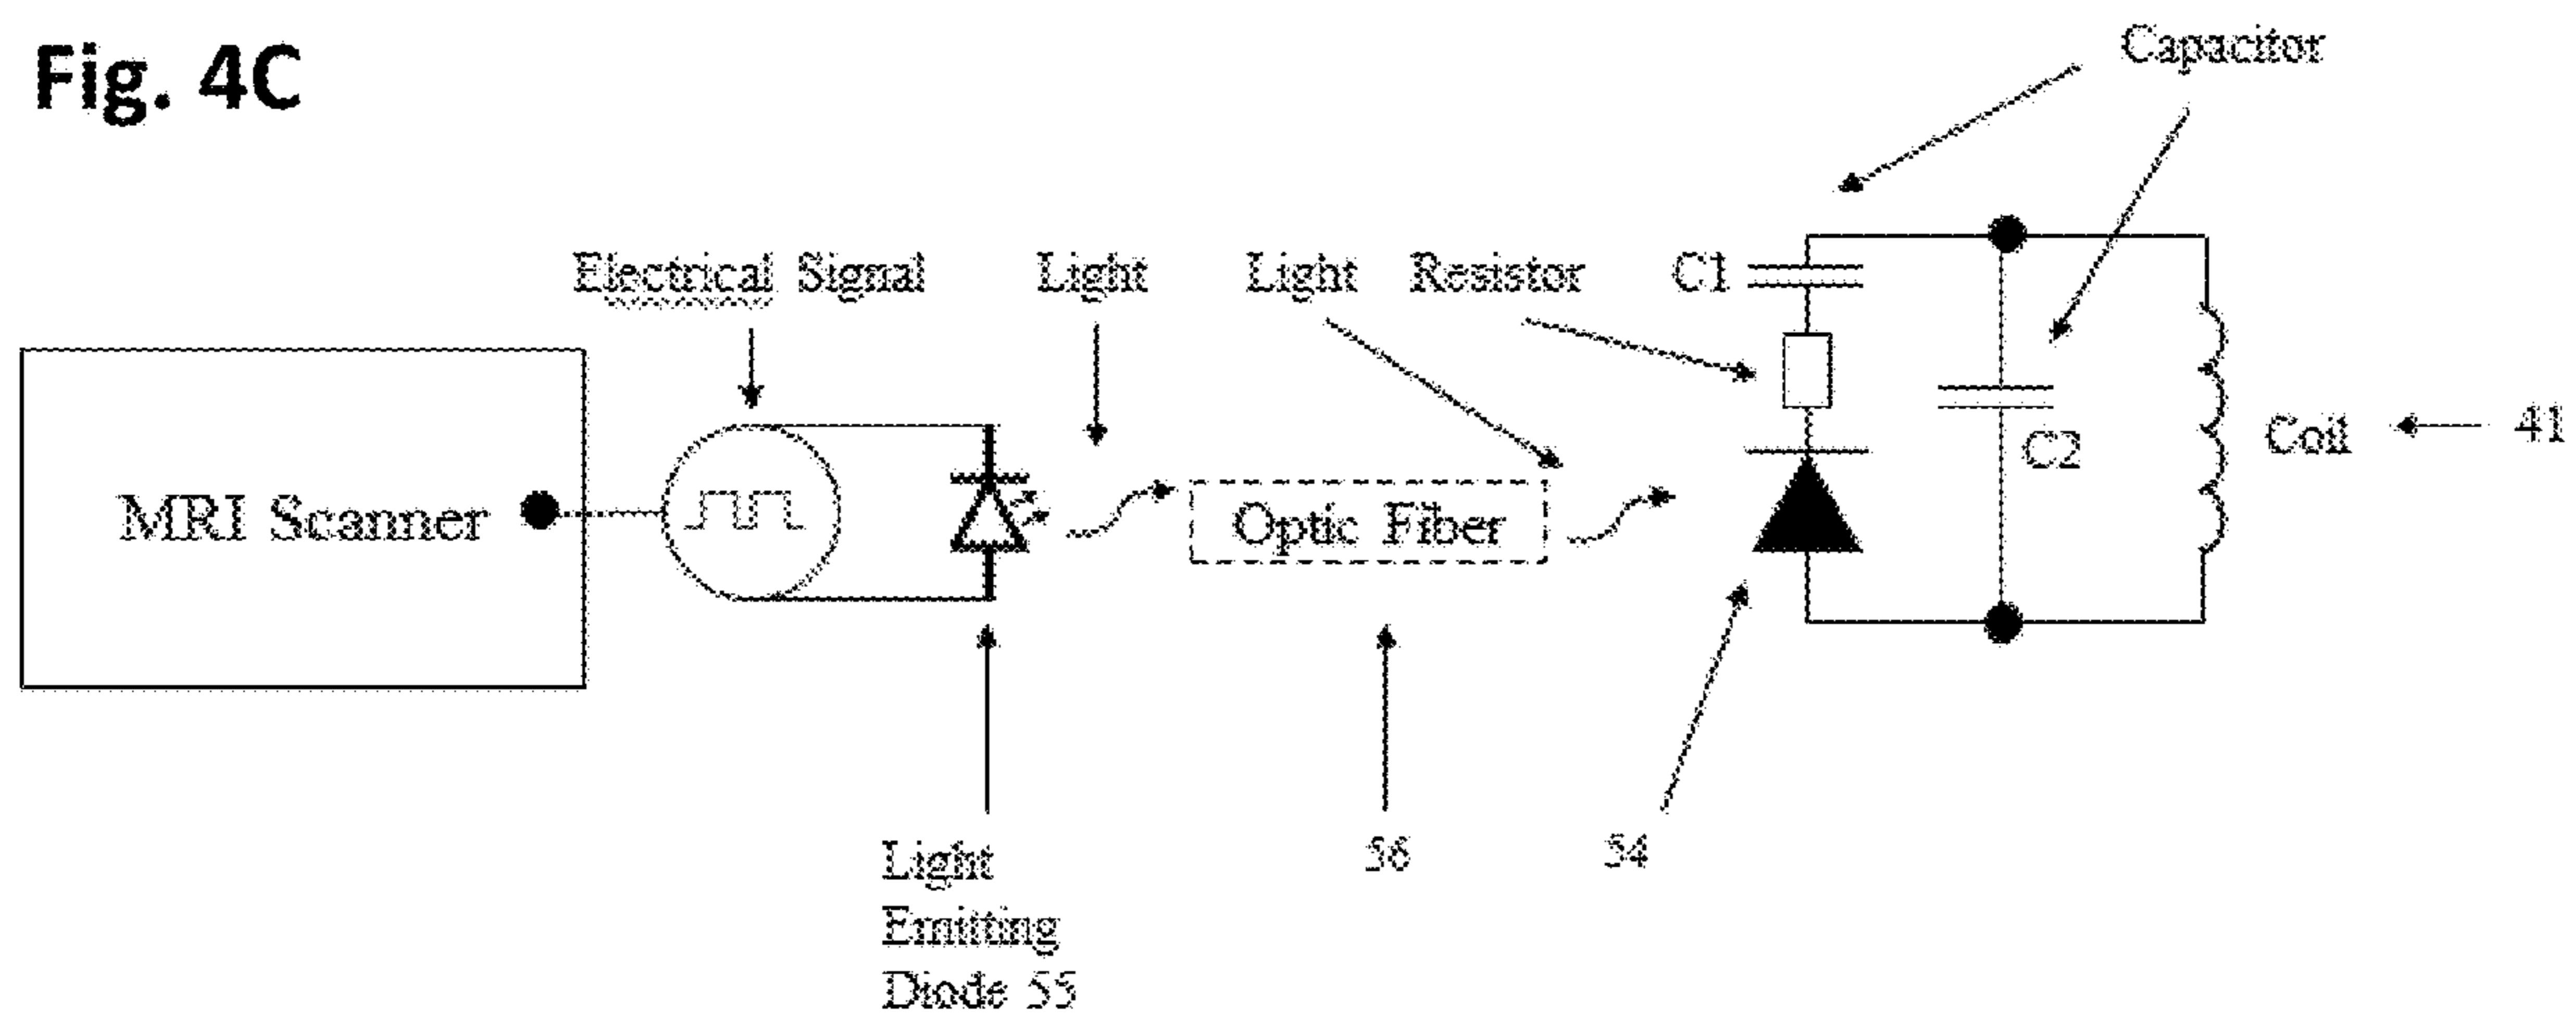 Fig. 4C
Capacitor
Electrical Signal
Light
Light
Resistor
C1
MRI Scanner
Optic Fiber
C2
Coil
41
Light
Emitting
Diode 55
56
54